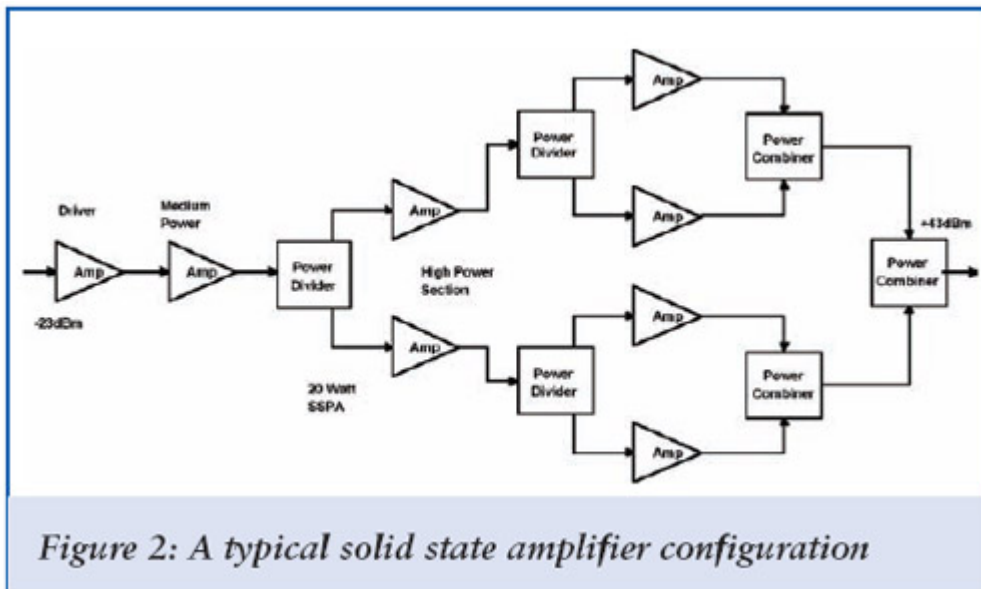 Amp
Power
Combiner
Amp
Power
Divider
Amp
Amp
Driver
Medium
Power
Amp
Amp
Power
Divider
High Power
Section
+43dBm
Power
Combiner
-23dBm
Amp
20 Watt
SSPA
Amp
Power
Divider
Power
Combiner
Amp
Figure 2: A typical solid state amplifier configuration